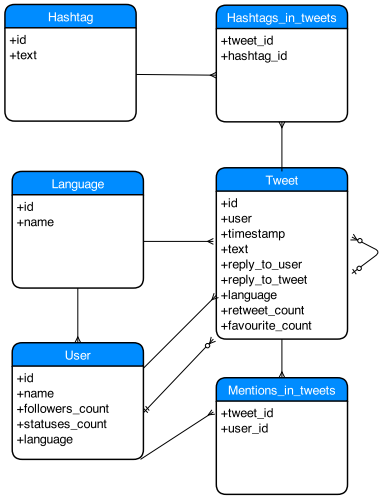 Hashtag
+id
+text
Hashtags_in_tweets
+tweet_id
+hashtag_id
Language
+id
+name
Tweet
+id
+user
+timestamp
+text
+reply_to_user
+reply_to_tweet
+language
+retweet_count
+favourite_count
User
+id
+name
+followers_count
+statuses_count
+language
Mentions_in_tweets
+tweet_id
+user_id